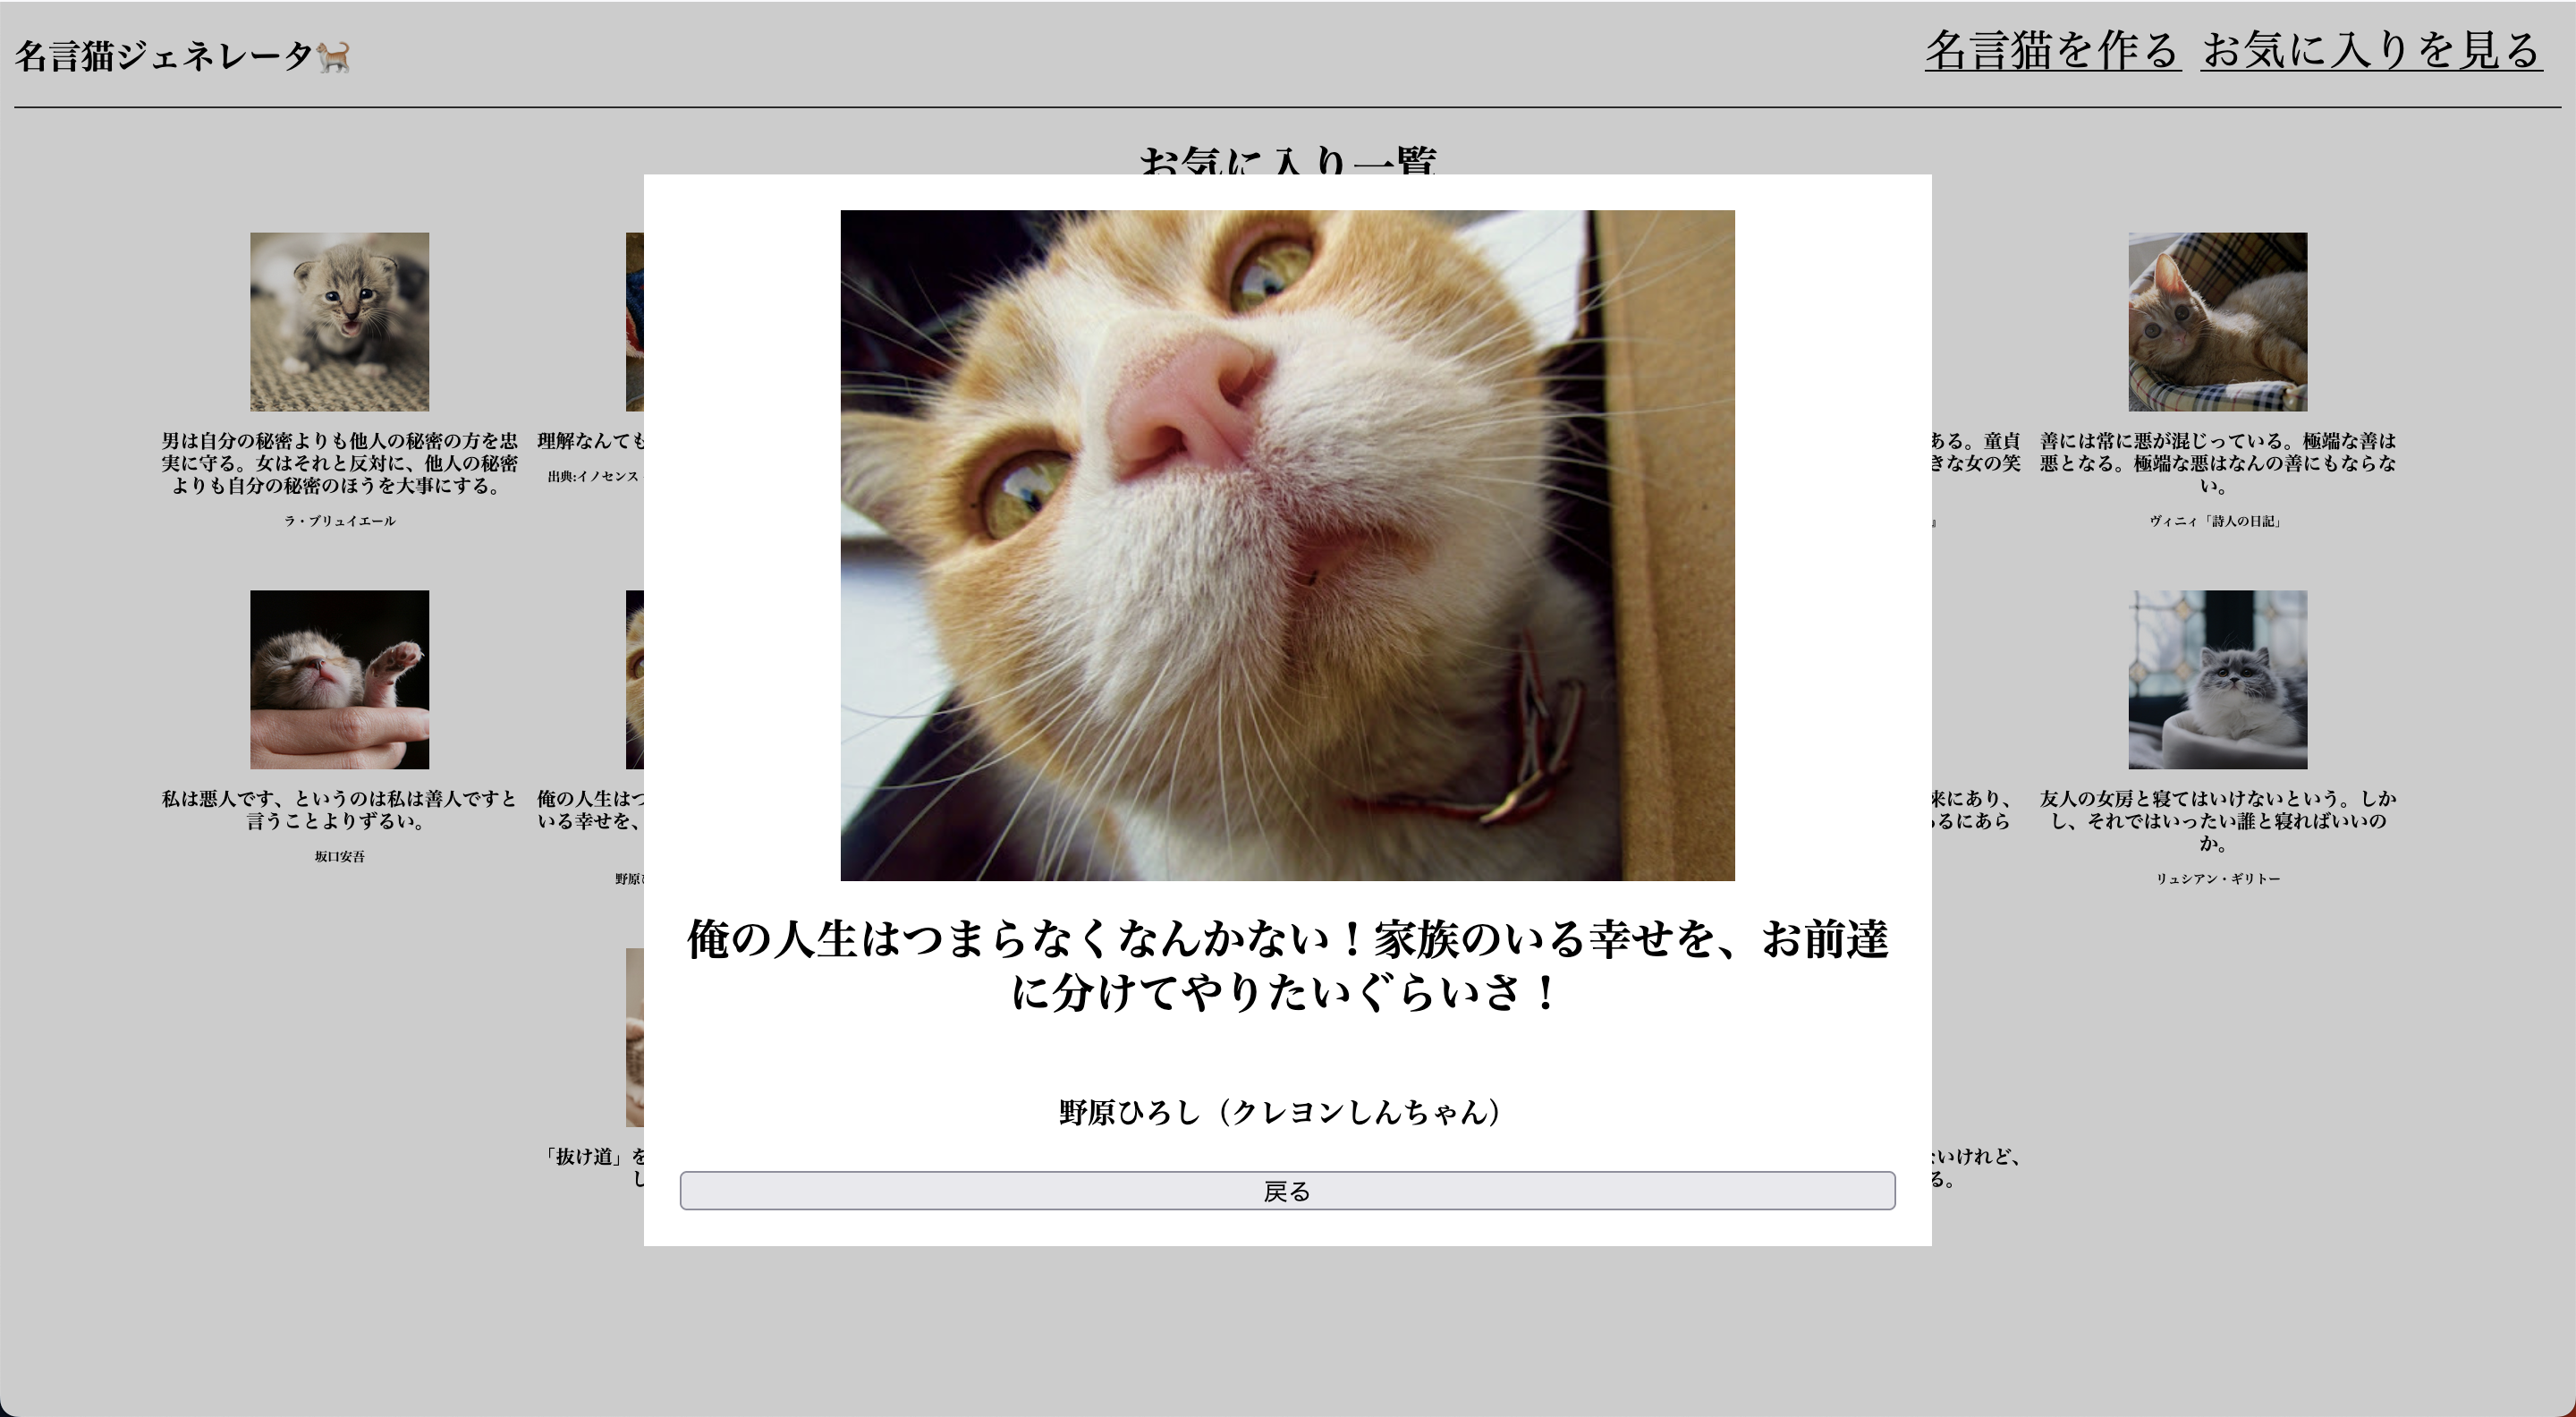 名言猫ジェネレータ🐈
名言猫を作る お気に入りを見る
お気に入り一覧
男は自分の秘密よりも他人の秘密の方を忠
実に守る。女はそれと反対に、他人の秘密
よりも自分の秘密のほうを大事にする。
ラ・ブリュイエール
理解なんても
出典:イノセンス
ある。童貞
きな女の笑
』
善には常に悪が混じっている。極端な善は
悪となる。極端な悪はなんの善にもならな
い。
ヴィニィ「詩人の日記」
私は悪人です、というのは私は善人ですと
言うことよりずるい。
坂口安吾
俺の人生はつ
いる幸せを、
野原
来にあり、
るにあら
友人の女房と寝てはいけないという。しか
し、それではいったい誰と寝ればいいの
か。
リュシアン・ギリトー
「抜け道」を
し
いけれど、
る。
俺の人生はつまらなくなんかない！家族のいる幸せを、お前達
に分けてやりたいぐらいさ！
野原ひろし（クレヨンしんちゃん）
戻る